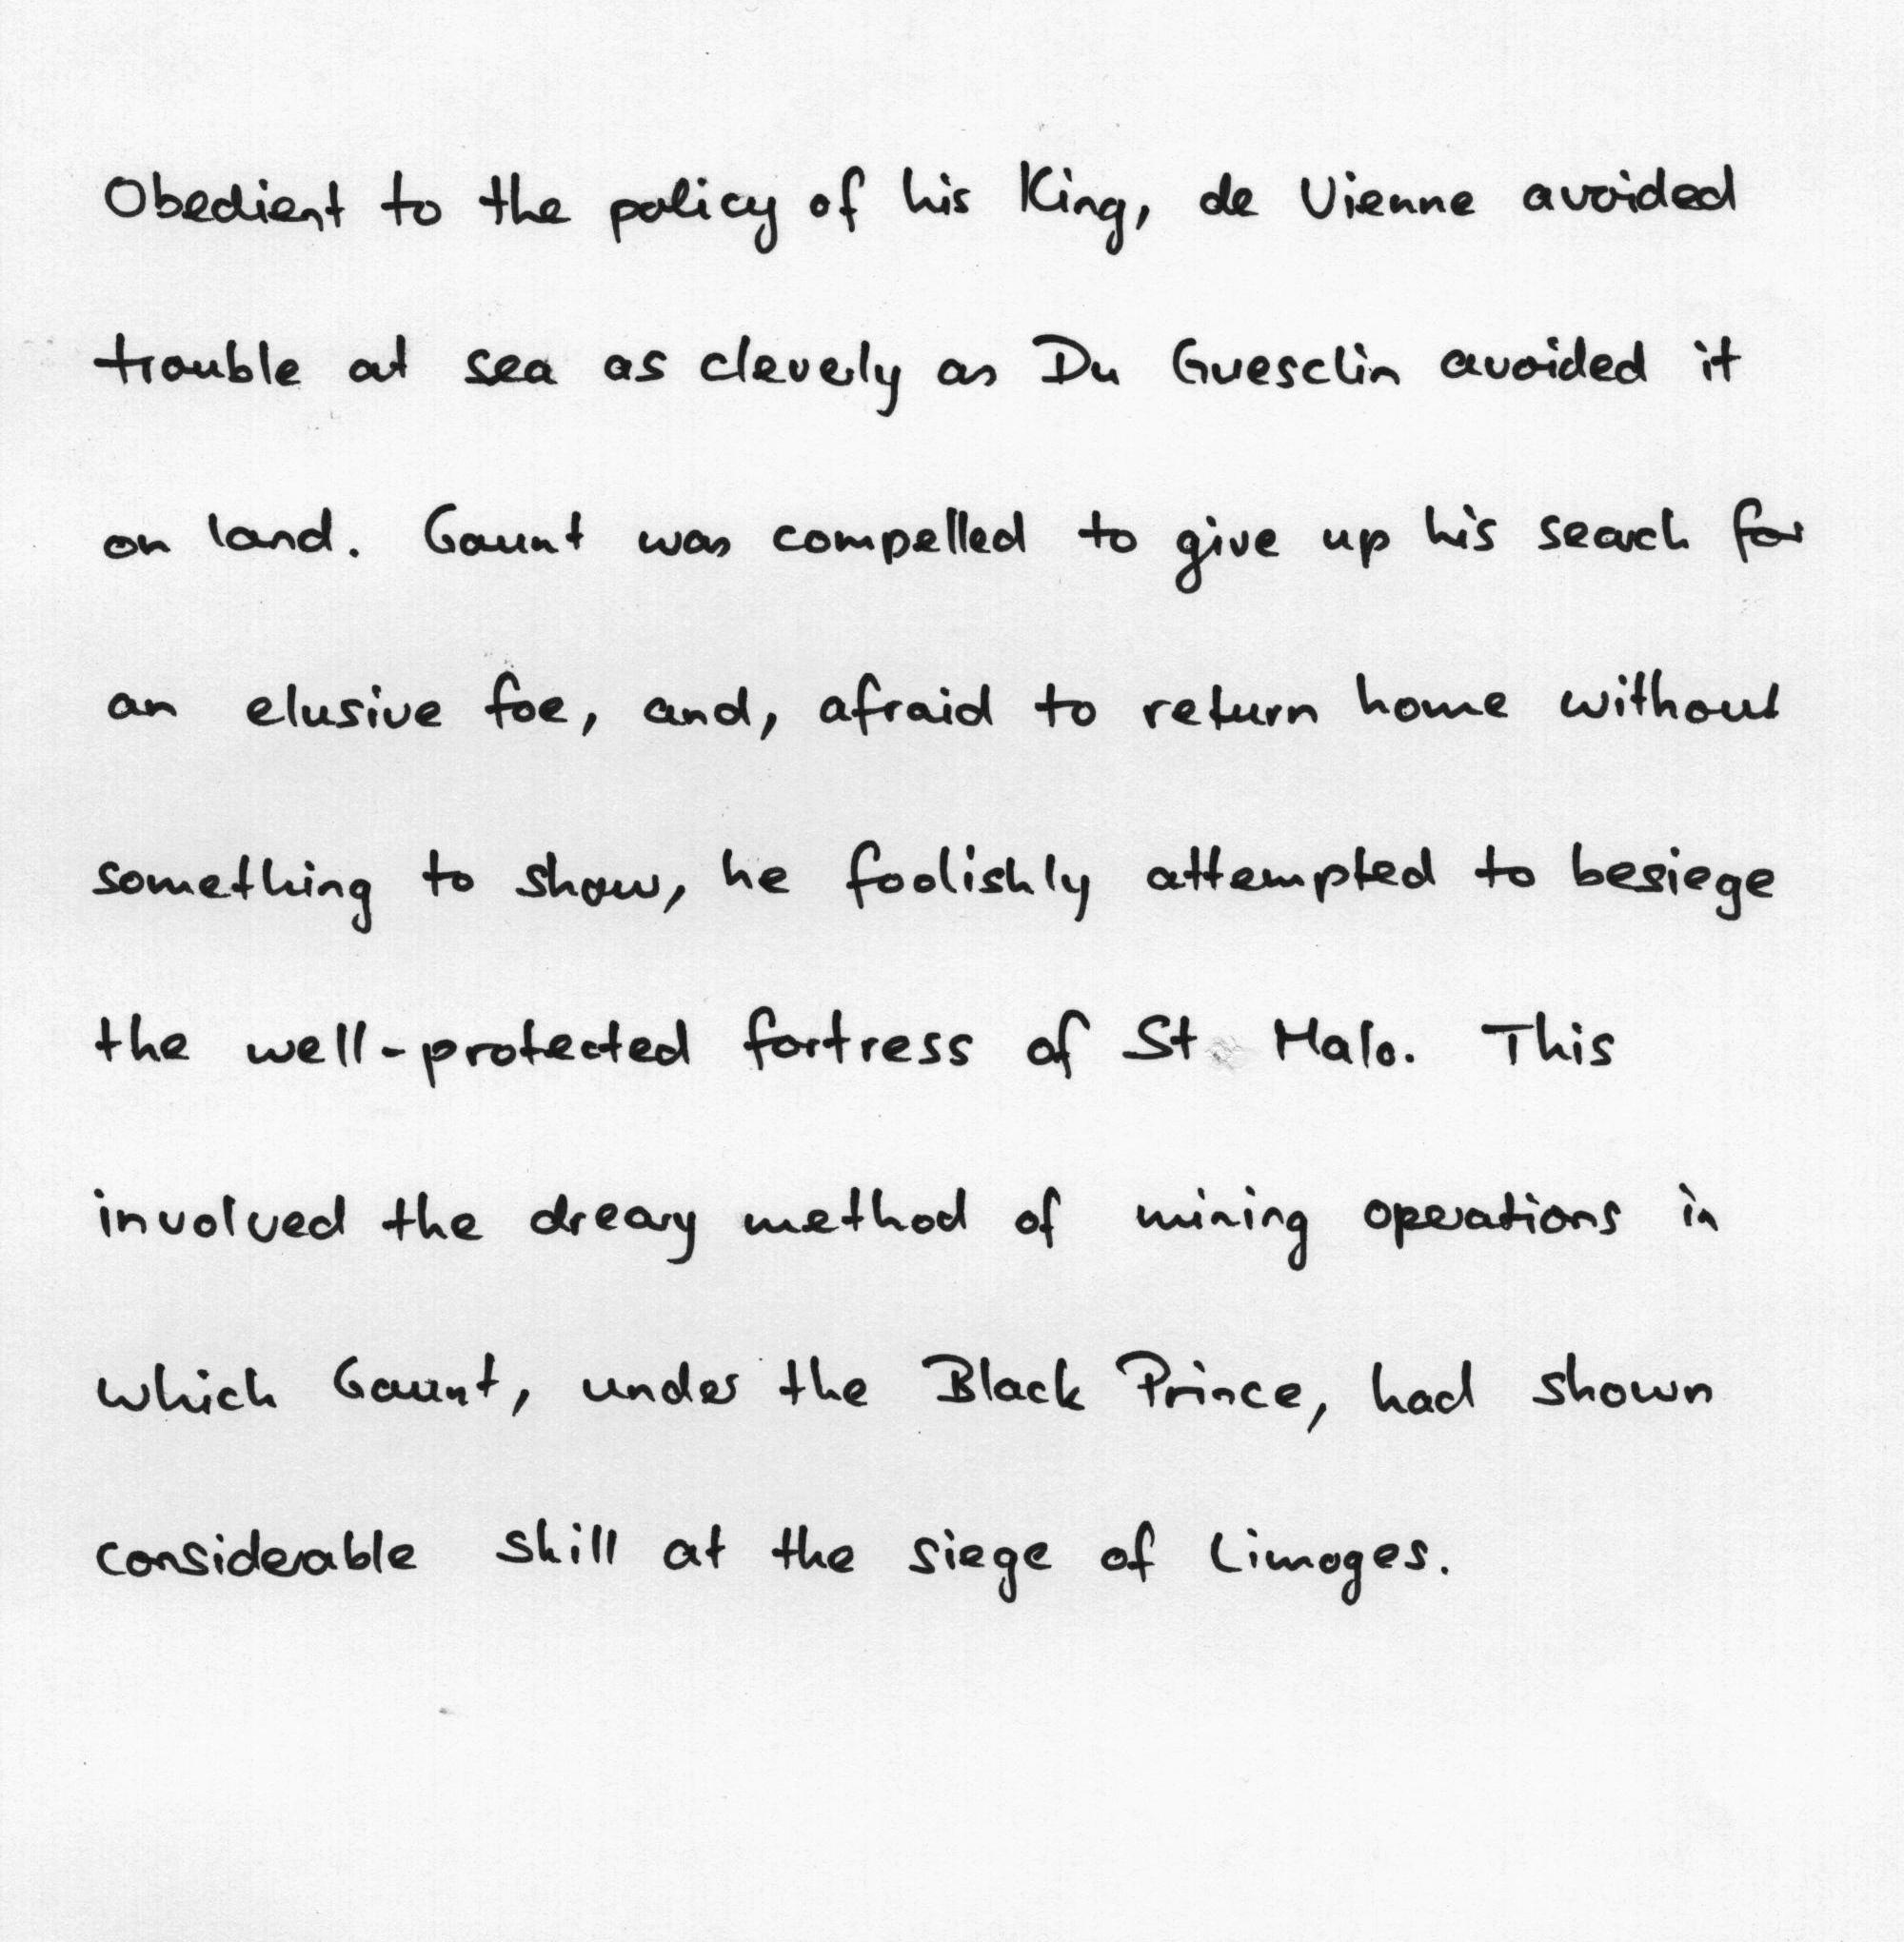 Obedient to the policy of his King, de Vienne avoided
trouble at sea as cleverly as Du Guesclin avoided it
on land. Gaunt was compelled to give up his search for
an elusive foe, and, afraid to return home without
something to show, he foolishly attempted to besiege
the well-protected fortress of St Malo. This
involved the dreary method of mining operations in
which Gaunt, under the Black Prince, had shown
considerable skill at the siege of Limoges.